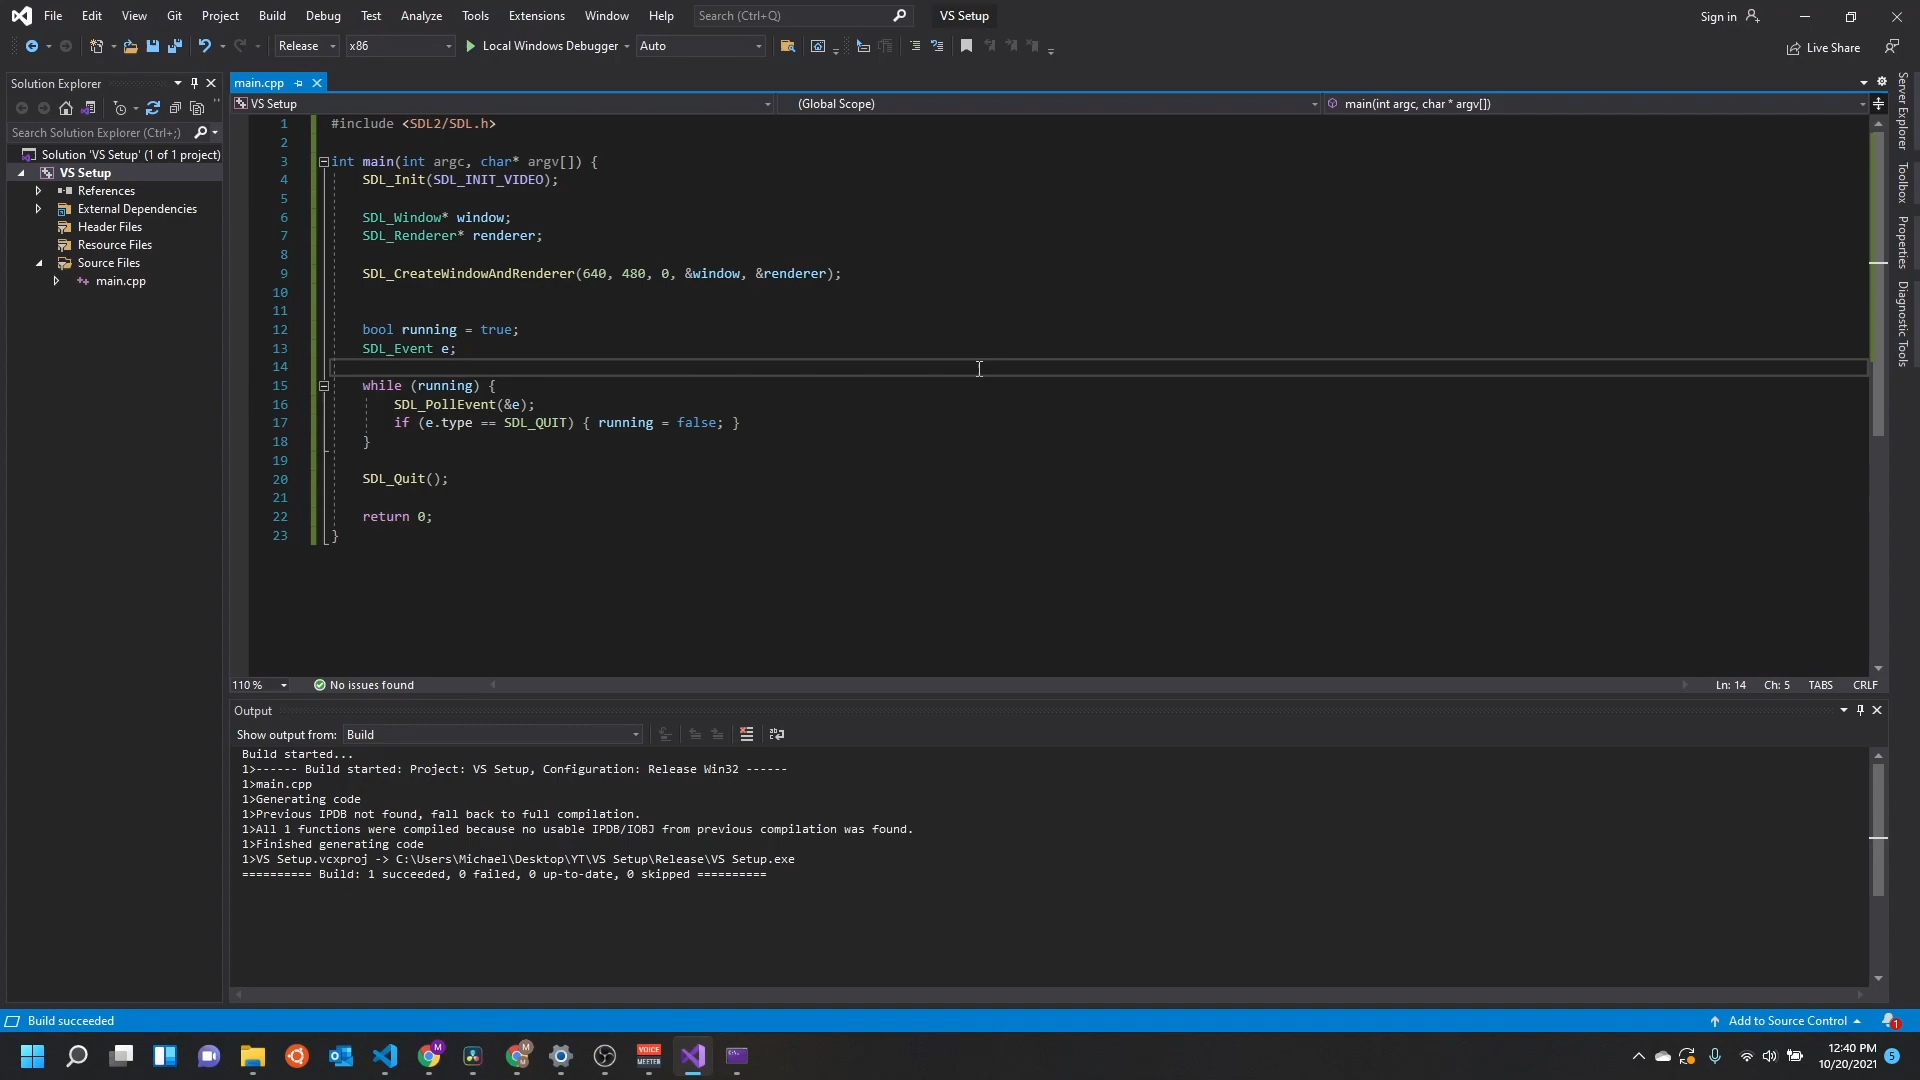 File Edit View Git Project Build Debug Test Analyze Tools Extensions Window Help Search (Ctrl+Q) VS Setup Sign in
Release x86 Local Windows Debugger Auto Live Share
Solution Explorer
Search Solution Explorer (Ctrl+;)
Solution 'VS Setup' (1 of 1 project)
VS Setup
References
External Dependencies
Header Files
Resource Files
Source Files
main.cpp
main.cpp
VS Setup (Global Scope) main(int argc, char * argv[])
1 #include <SDL2/SDL.h>
2
3 int main(int argc, char* argv[]) {
4 SDL_Init(SDL_INIT_VIDEO);
5
6 SDL_Window* window;
7 SDL_Renderer* renderer;
8
9 SDL_CreateWindowAndRenderer(640, 480, 0, &window, &renderer);
10
11
12 bool running = true;
13 SDL_Event e;
14
15 while (running) {
16 SDL_PollEvent(&e);
17 if (e.type == SDL_QUIT) { running = false; }
18 }
19
20 SDL_Quit();
21
22 return 0;
23 }
110 % No issues found Ln: 14 Ch: 5 TABS CRLF
Output
Show output from: Build
Build started...
1>------ Build started: Project: VS Setup, Configuration: Release Win32 ------
1>main.cpp
1>Generating code
1>Previous IPDB not found, fall back to full compilation.
1>All 1 functions were compiled because no usable IPDB/IOBJ from previous compilation was found.
1>Finished generating code
1>VS Setup.vcxproj -> C:\Users\Michael\Desktop\YT\VS Setup\Release\VS Setup.exe
========== Build: 1 succeeded, 0 failed, 0 up-to-date, 0 skipped ==========
Server Explorer
Toolbox
Properties
Diagnostic Tools
Build succeeded Add to Source Control 1
M M VOICE MEETER
12:40 PM
10/20/2021 5